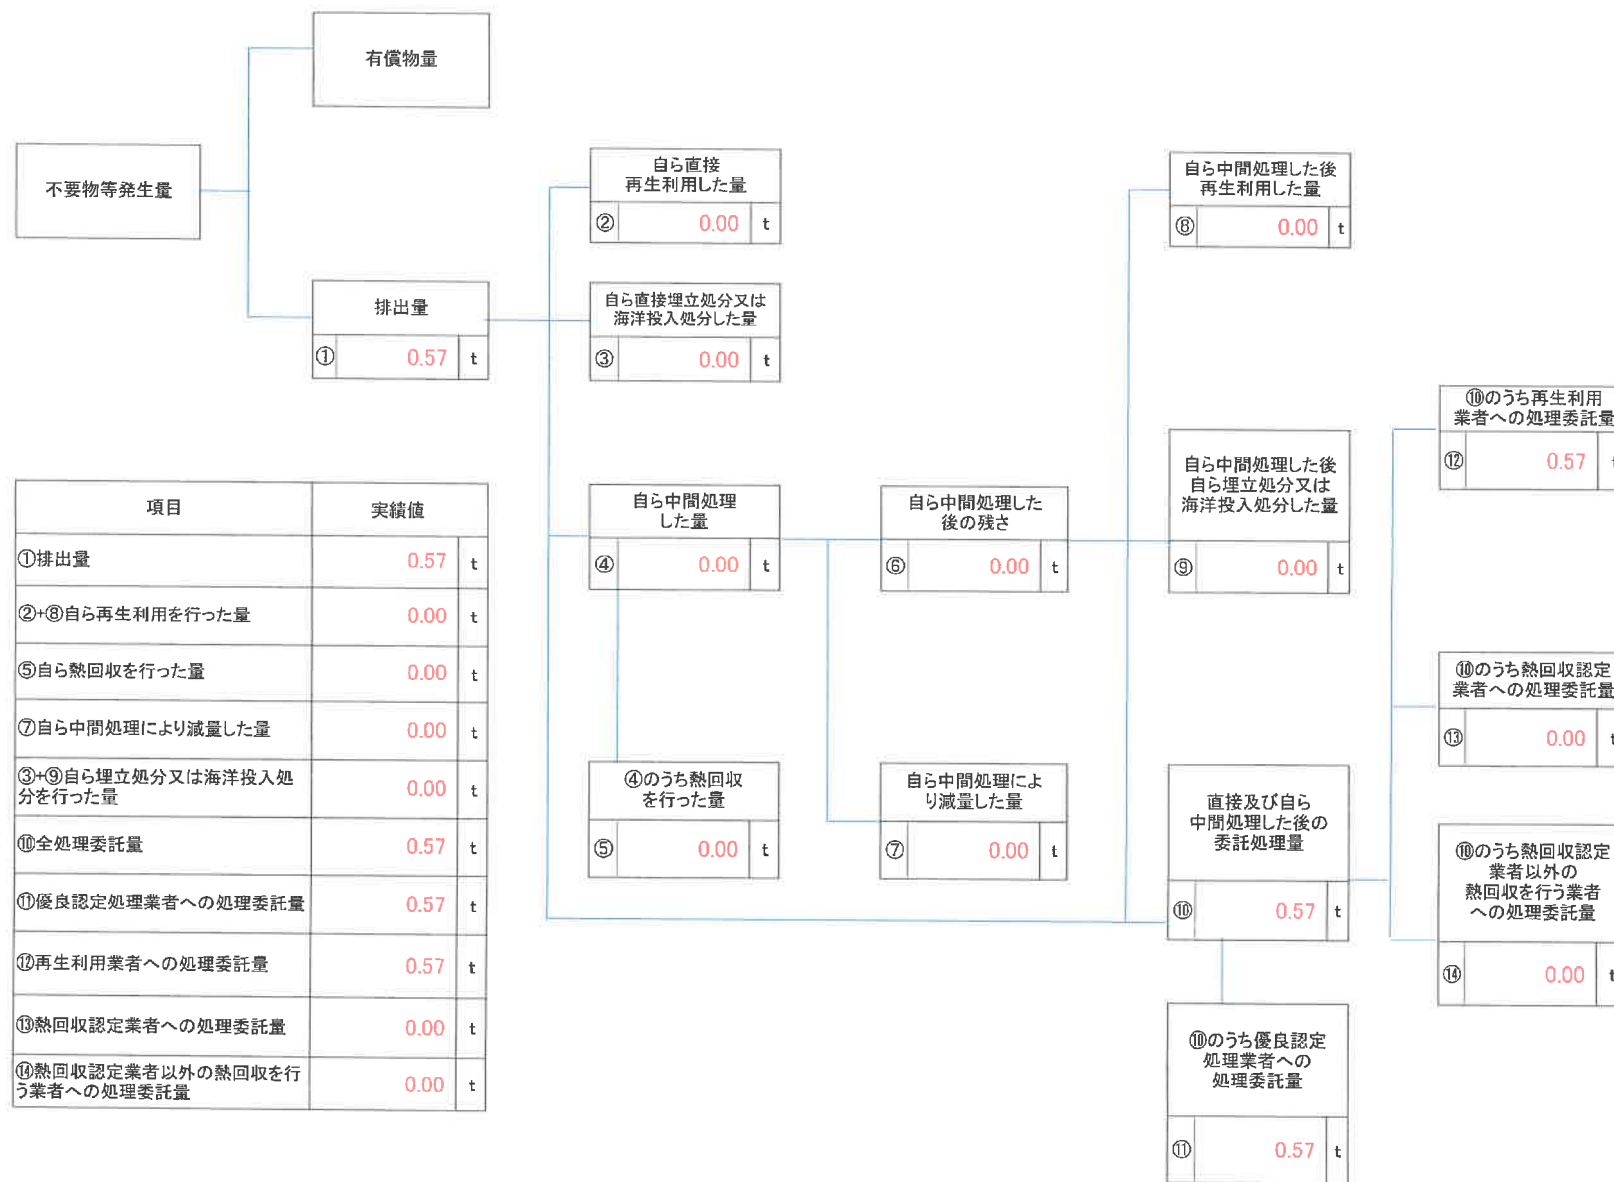 有償物量
不要物等発生量
排出量
① 0.57 t
自ら直接
再生利用した量
② 0.00 t
自ら直接埋立処分又は
海洋投入処分した量
③ 0.00 t
自ら中間処理
した量
④ 0.00 t
④のうち熱回収
を行った量
⑤ 0.00 t
自ら中間処理した
後の残さ
⑥ 0.00 t
自ら中間処理によ
り減量した量
⑦ 0.00 t
自ら中間処理した後
再生利用した量
⑧ 0.00 t
自ら中間処理した後
自ら埋立処分又は
海洋投入処分した量
⑨ 0.00 t
直接及び自ら
中間処理した後の
委託処理量
⑩ 0.57 t
⑩のうち優良認定
処理業者への
処理委託量
⑪ 0.57 t
⑩のうち再生利用
業者への処理委託量
⑫ 0.57 t
⑩のうち熱回収認定
業者への処理委託量
⑬ 0.00 t
⑩のうち熱回収認定
業者以外の
熱回収を行う業者
への処理委託量
⑭ 0.00 t
項目 実績値
①排出量 0.57 t
②+⑧自ら再生利用を行った量 0.00 t
⑤自ら熱回収を行った量 0.00 t
⑦自ら中間処理により減量した量 0.00 t
③+⑨自ら埋立処分又は海洋投入処
分を行った量 0.00 t
⑩全処理委託量 0.57 t
⑪優良認定処理業者への処理委託量 0.57 t
⑫再生利用業者への処理委託量 0.57 t
⑬熱回収認定業者への処理委託量 0.00 t
⑭熱回収認定業者以外の熱回収を行
う業者への処理委託量 0.00 t